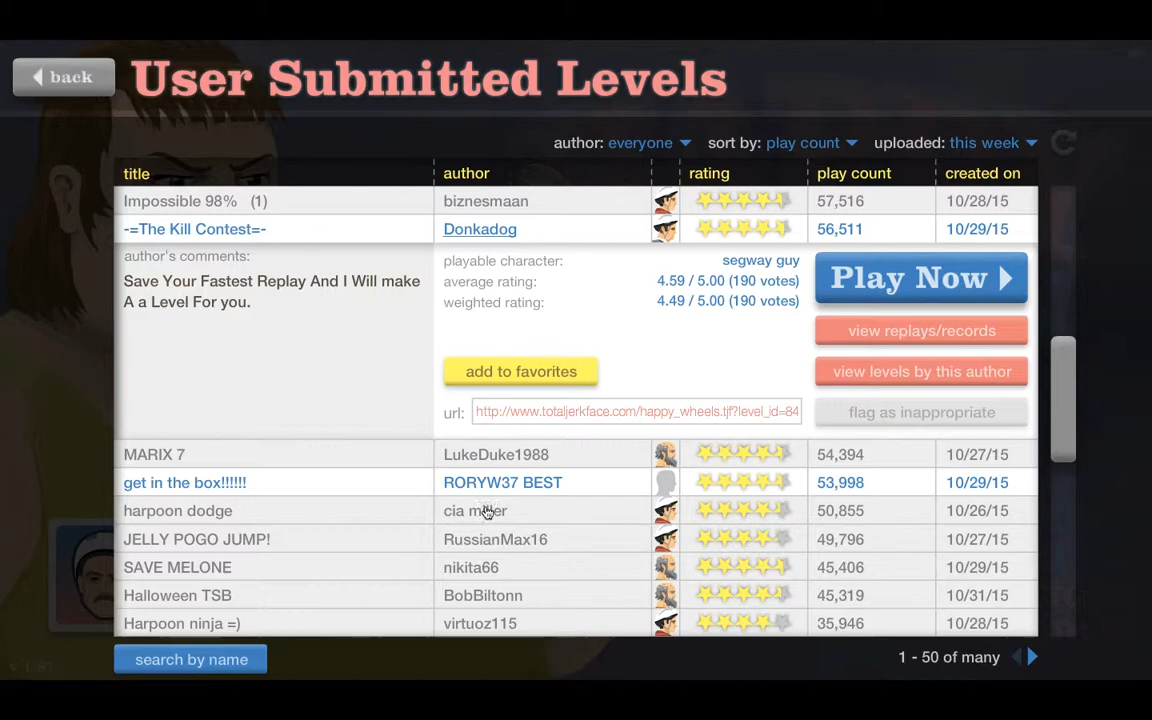 back
User Submitted Levels
author: everyone sort by: play count uploaded: this week
title author rating play count created on
Impossible 98% (1) biznesmaan 57,516 10/28/15
-=The Kill Contest=- Donkadog 56,511 10/29/15
author's comments:
Save Your Fastest Replay And I Will make
A a Level For you.
playable character: segway guy
average rating: 4.59 / 5.00 (190 votes)
weighted rating: 4.49 / 5.00 (190 votes)
add to favorites
url: http://www.totaljerkface.com/happy_wheels.tjf?level_id=84
Play Now
view replays/records
view levels by this author
flag as inappropriate
MARIX 7 LukeDuke1988 54,394 10/27/15
get in the box!!!!!! RORYW37 BEST 53,998 10/29/15
harpoon dodge cia 50,855 10/26/15
JELLY POGO JUMP! RussianMax16 49,796 10/27/15
SAVE MELONE nikita66 45,406 10/29/15
Halloween TSB BobBiltonn 45,319 10/31/15
Harpoon ninja =) virtuoz115 35,946 10/28/15
search by name
1 - 50 of many